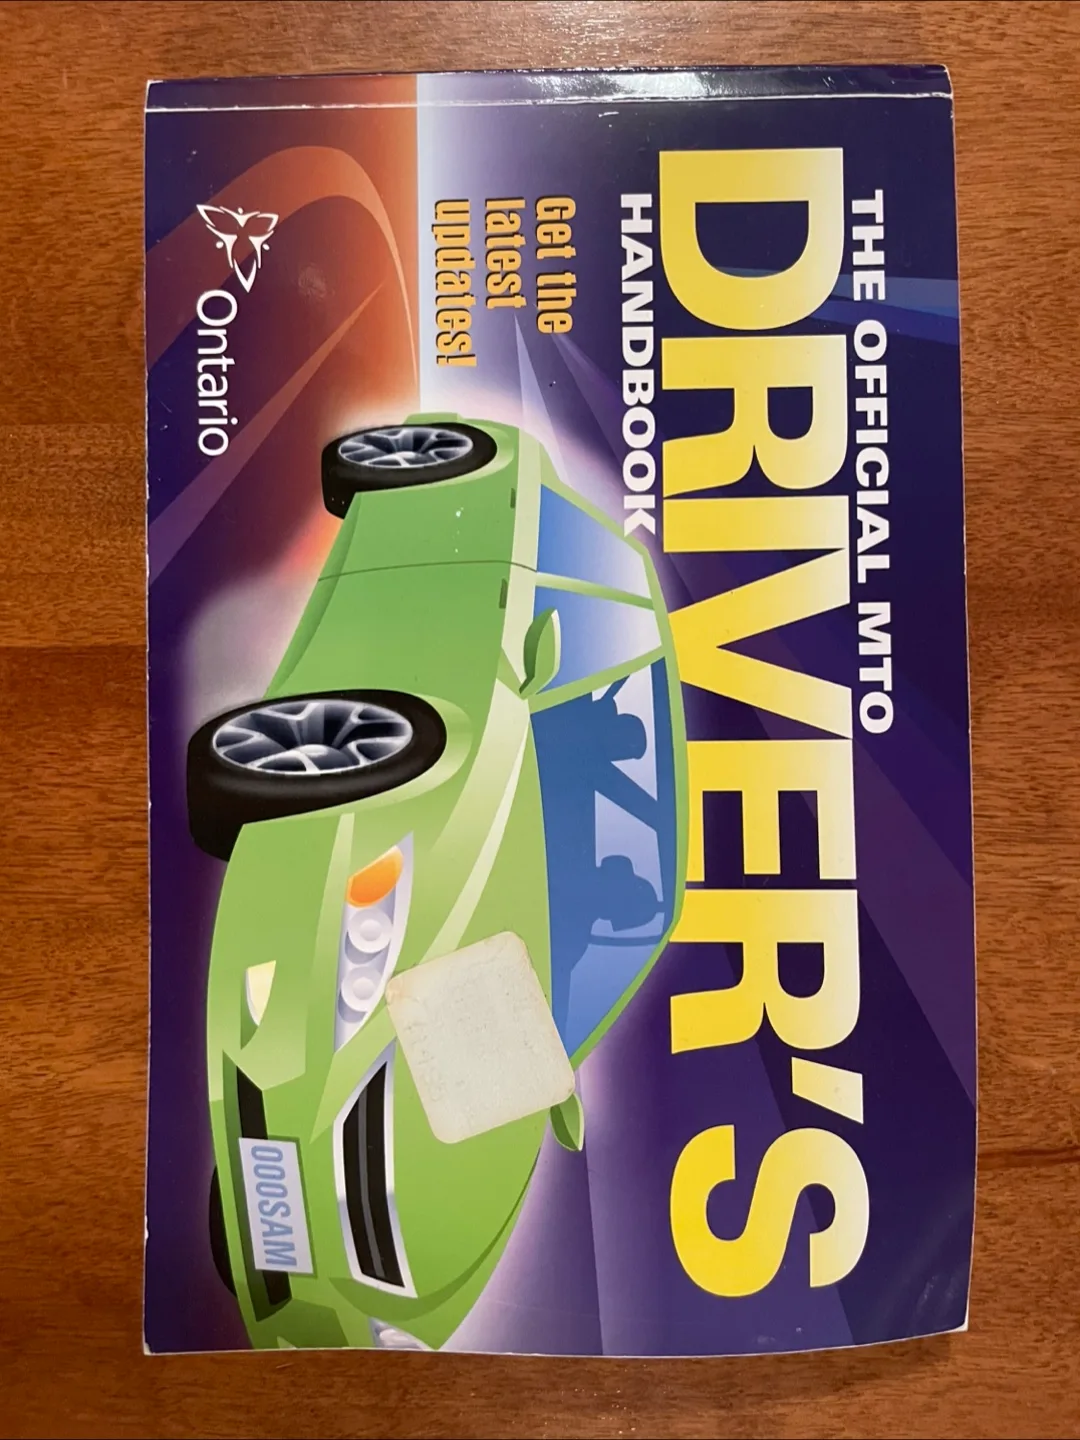 THE OFFICIAL MTO
DRIVER'S
HANDBOOK
Get the
latest
updates!
000SAM
Ontario